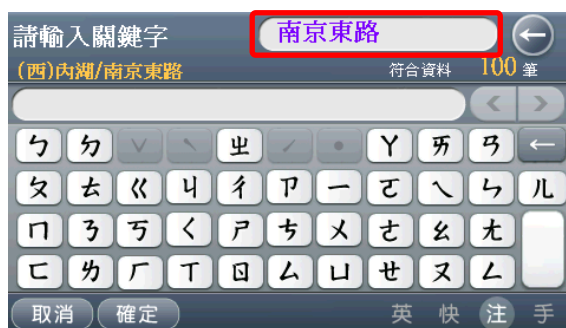 請輸入關鍵字 南京東路 ←
(西)內湖/南京東路 符合資料 100 筆
< >
ㄅ ㄉ ˇ ˋ ㄓ ˊ ˙ ㄚ ㄞ ㄢ ←
ㄆ ㄊ ㄍ ㄐ ㄔ ㄗ ㄧ ㄛ ㄟ ㄣ ㄦ
ㄇ ㄋ ㄎ ㄑ ㄕ ㄘ ㄨ ㄜ ㄠ ㄤ
ㄈ ㄌ ㄏ ㄒ ㄖ ㄙ ㄩ ㄝ ㄡ ㄥ
取消 確定 英 快 注 手